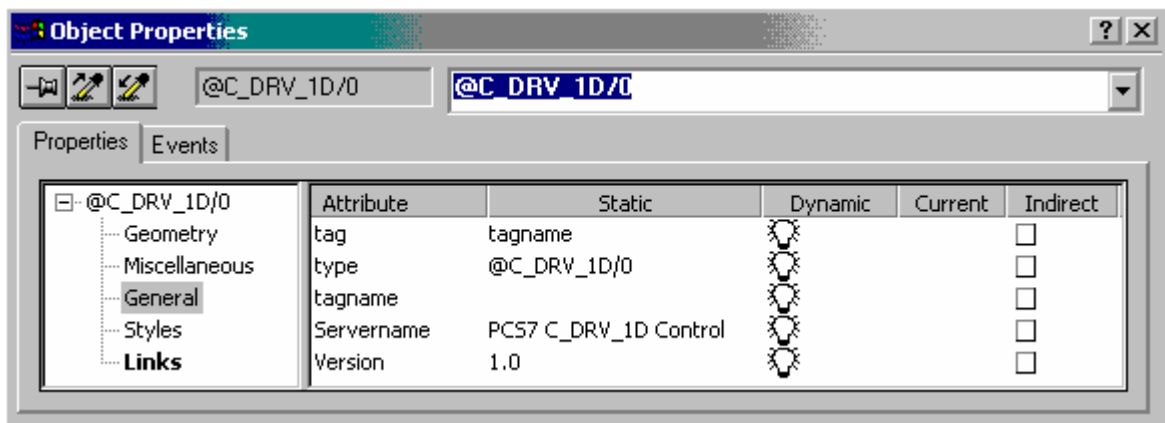 Object Properties
@C_DRV_1D/0 @C_DRV_1D/0
Properties Events
@C_DRV_1D/0 Attribute Static Dynamic Current Indirect
Geometry tag tagname
Miscellaneous type @C_DRV_1D/0
General tagname
Styles Servername PCS7 C_DRV_1D Control
Links Version 1.0